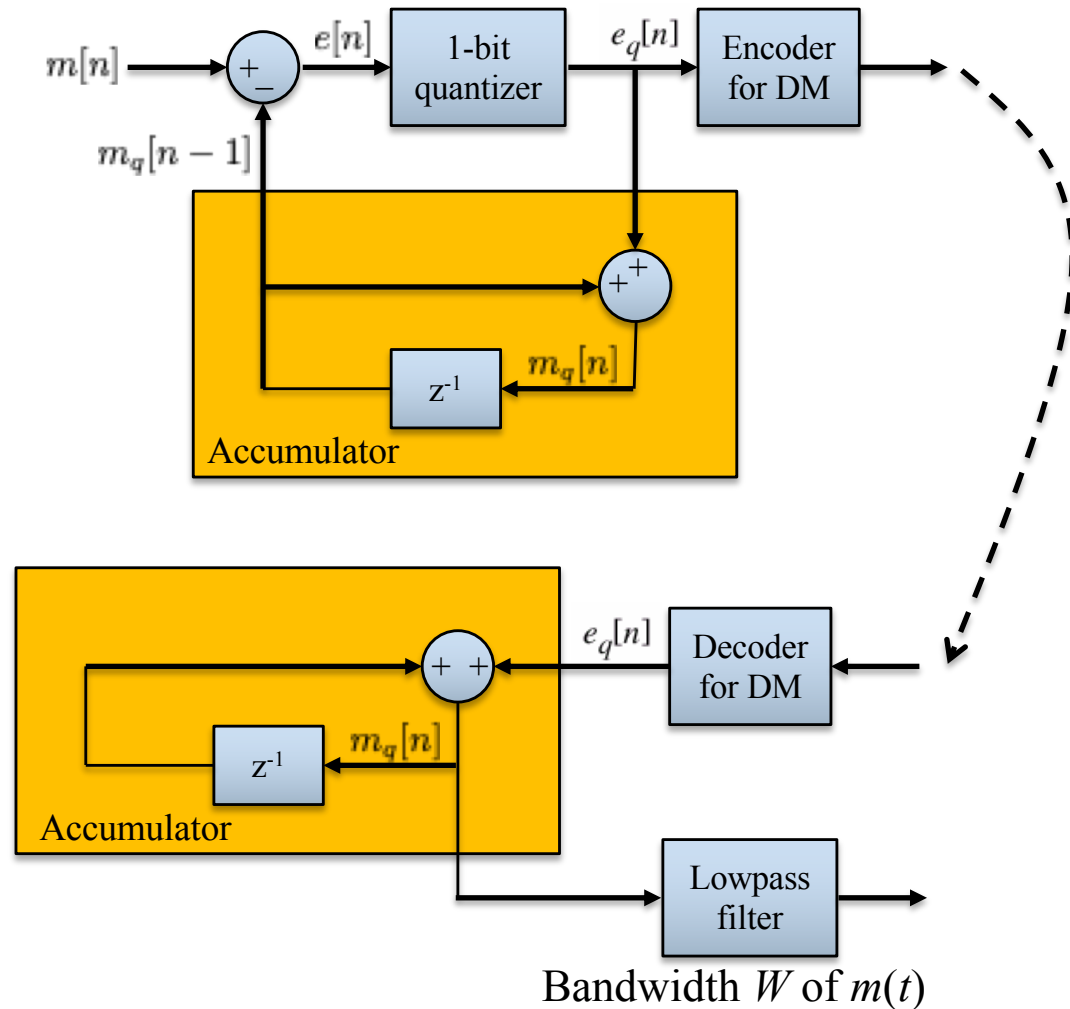 m[n]
+
−
e[n]
1-bit
quantizer
e_q[n]
Encoder
for DM
m_q[n − 1]
+
+
z⁻¹
m_q[n]
Accumulator
+ +
e_q[n]
Decoder
for DM
z⁻¹
m_q[n]
Accumulator
Lowpass
filter
Bandwidth W of m(t)